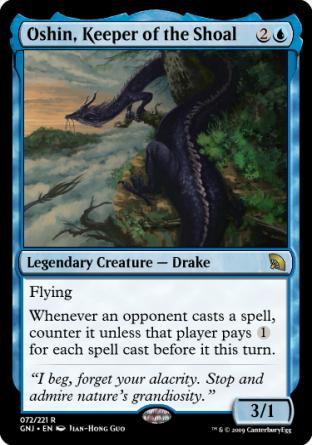 Oshin, Keeper of the Shoal 2
Legendary Creature — Drake
Flying
Whenever an opponent casts a spell,
counter it unless that player pays 1
for each spell cast before it this turn.
“I beg, forget your alacrity. Stop and
admire nature’s grandiosity.”
3/1
072/221 R
GNJ • EN Jian-Hong Guo
™ & © 2019 CanterburyEgg